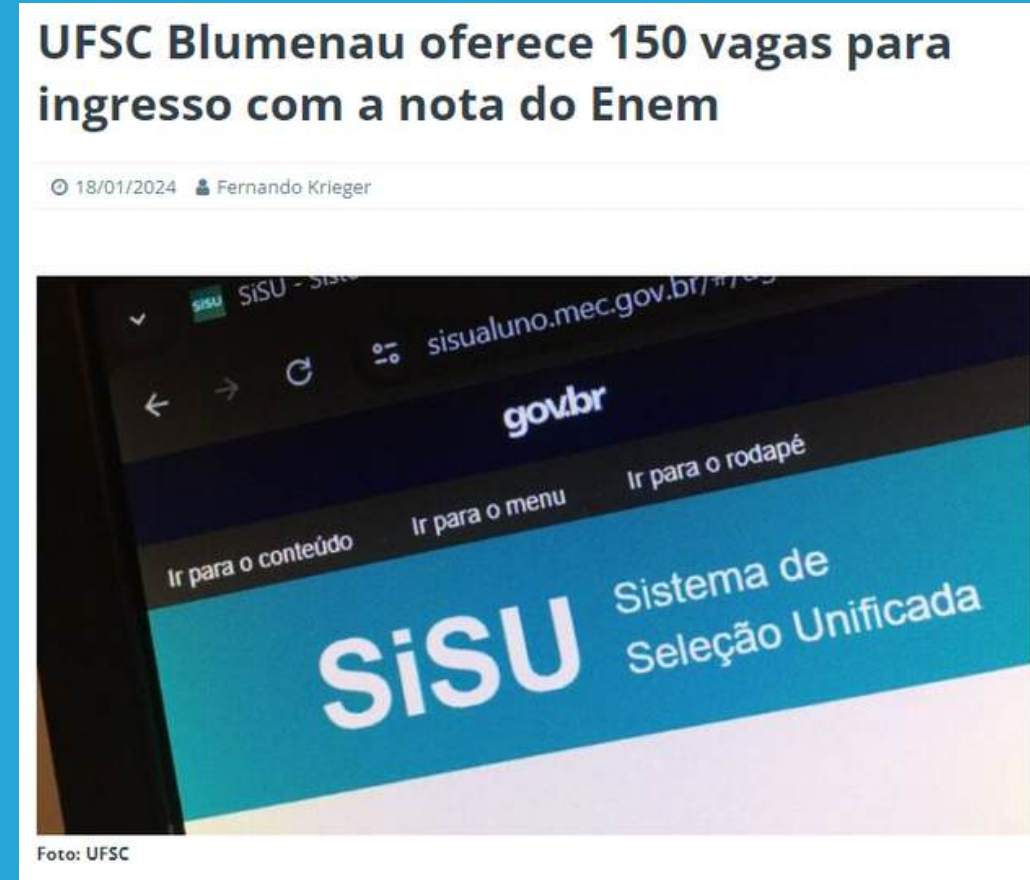 UFSC Blumenau oferece 150 vagas para
ingresso com a nota do Enem
18/01/2024 Fernando Krieger
sisu SiSU -
sisualuno.mec.gov.br/#/
gov.br
Ir para o conteúdo Ir para o menu Ir para o rodapé
SiSU Sistema de
Seleção Unificada
Foto: UFSC